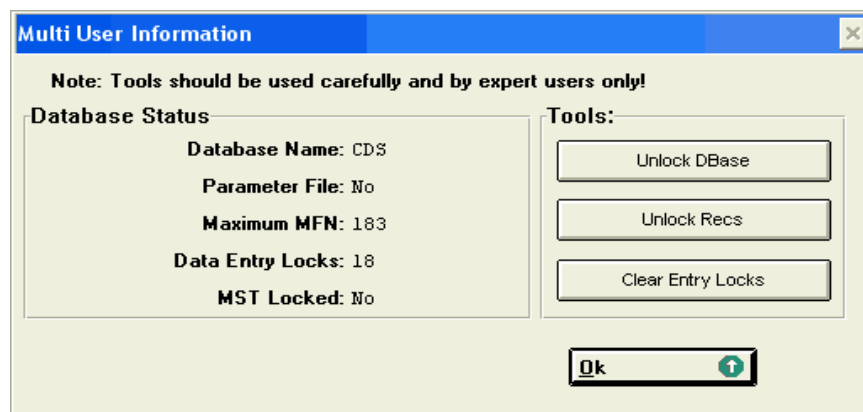 Multi User Information
Note: Tools should be used carefully and by expert users only!
Database Status
Database Name: CDS
Parameter File: No
Maximum MFN: 183
Data Entry Locks: 18
MST Locked: No
Tools:
Unlock DBase
Unlock Recs
Clear Entry Locks
Ok